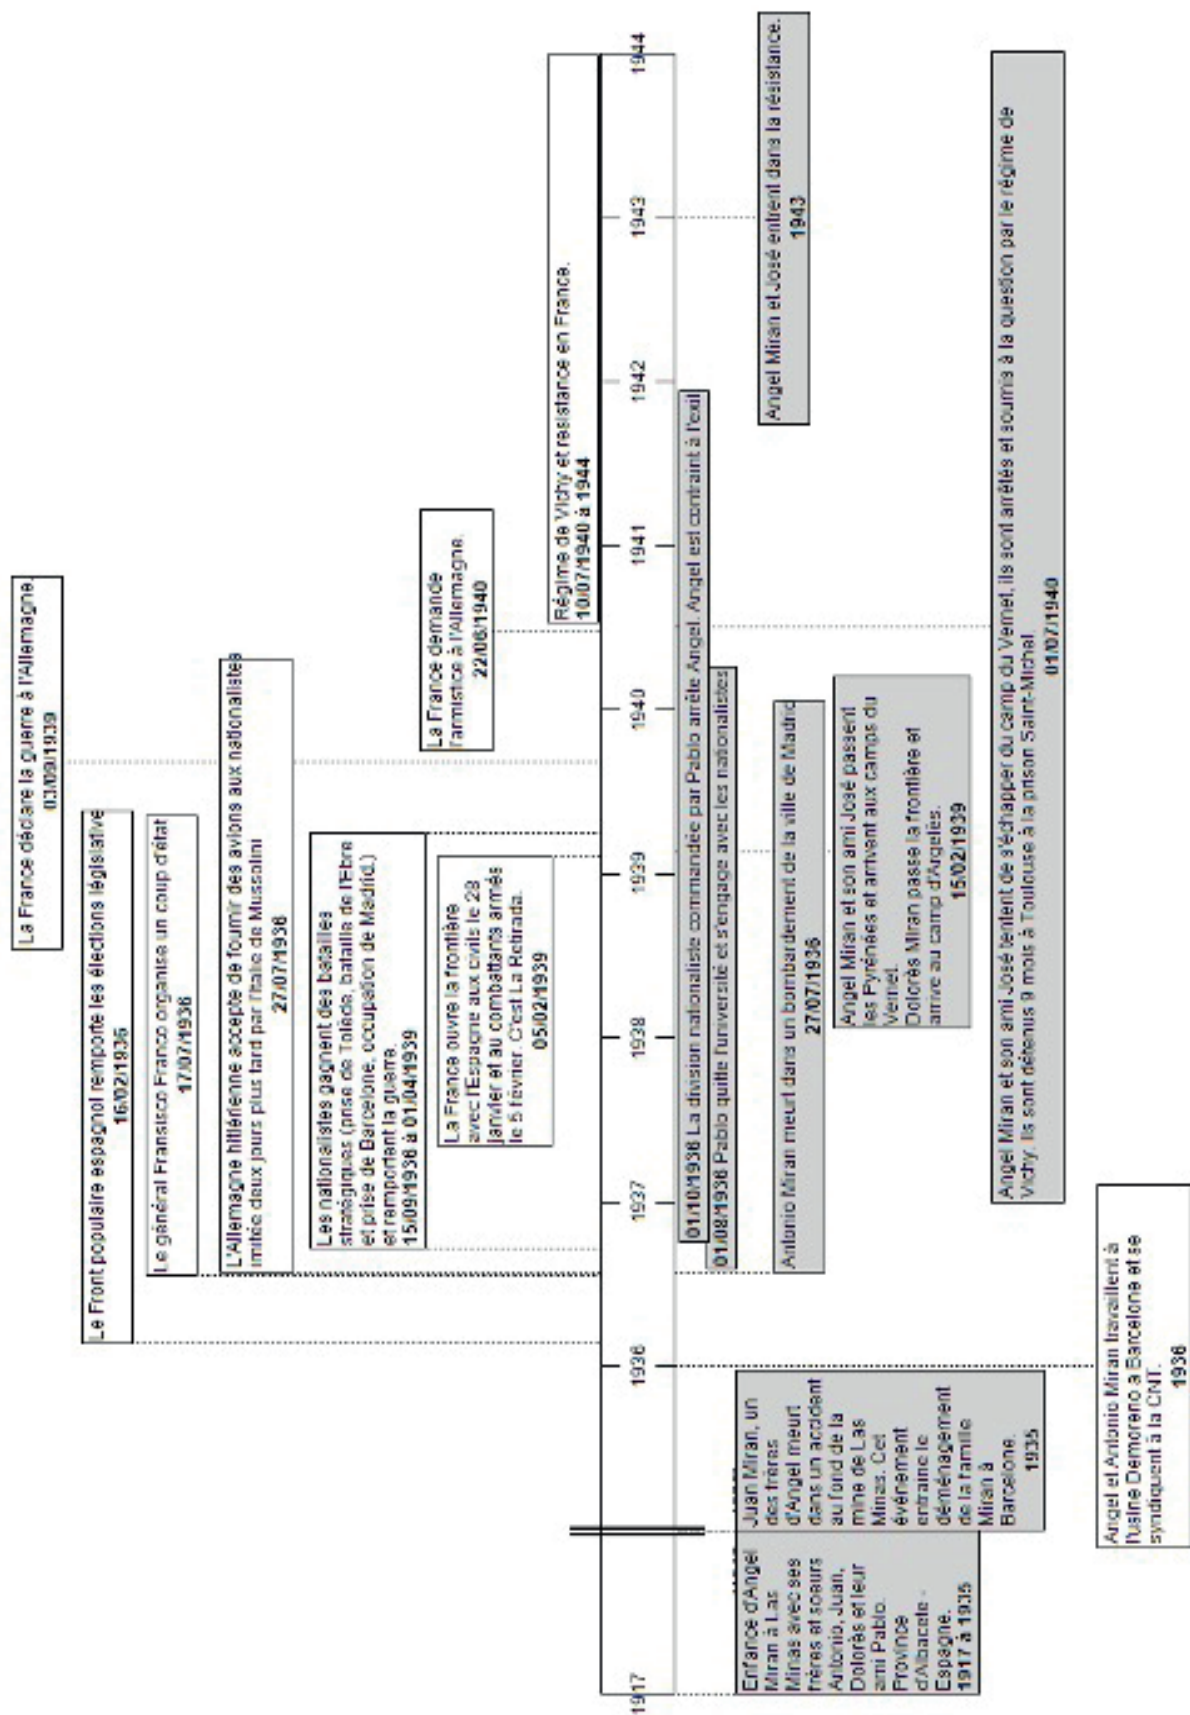 La France déclare la guerre à l'Allemagne.
03/09/1939
Le Front populaire espagnol remporte les élections législative
16/02/1936
Le général Fransisco Franco organise un coup d'état
17/07/1936
L'Allemagne hitlérienne accepte de fournir des avions aux nationalistes
imitée deux jours plus tard par l'Italie de Mussolini
27/07/1936
Les nationalistes gagnent des batailles
stratégiques (prise de Tolède, bataille de l'Ebre
et prise de Barcelone, occupation de Madrid.)
et remportent la guerre.
15/09/1936 à 01/04/1939
La France demande
l'armistice à l'Allemagne.
22/06/1940
La France ouvre la frontière
avec l'Espagne aux civils le 28
janvier et au combattants armés
le 5 février. C'est La Retirada.
05/02/1939
Régime de Vichy et resistance en France.
10/07/1940 à 1944
1917
1936
1937
1938
1939
1940
1941
1942
1943
1944
01/10/1936 La division nationaliste commandée par Pablo arrête Angel. Angel est contraint à l'exil
01/08/1936 Pablo quitte l'université et s'engage avec les nationalistes
Enfance d'Angel
Miran à Las
Minas avec ses
frères et soeurs
Antonio, Juan,
Dolorès et leur
ami Pablo.
Province
d'Albacete -
Espagne.
1917 à 1935
Juan Miran, un
des frères
d'Angel meurt
dans un accident
au fond de la
mine de Las
Minas. Cet
événement
entraine le
déménagement
de la famille
Miran à
Barcelone.
1935
Antonio Miran meurt dans un bombardement de la ville de Madrid
27/07/1936
Angel Miran et José entrent dans la résistance.
1943
Angel Miran et son ami José passent
les Pyrénées et arrivent aux camps du
Vernet.
Dolorès Miran passe la frontière et
arrive au camp d'Argelès.
15/02/1939
Angel Miran et son ami José tentent de s'échapper du camp du Vernet, ils sont arrêtés et soumis à la question par le régime de
Vichy. Ils sont détenus 9 mois à Toulouse à la prison Saint-Michel.
01/07/1940
Angel et Antonio Miran travaillent à
l'usine Demoreno à Barcelone et se
syndiquent à la CNT.
1936